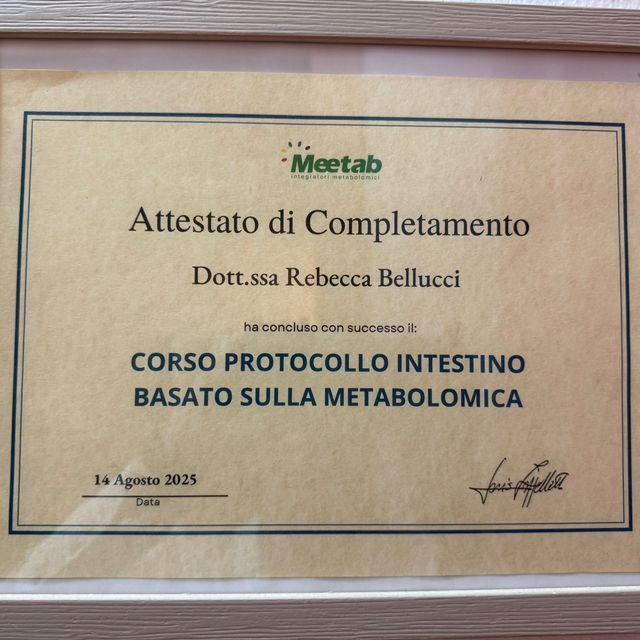 Meetab
integratori metabolomici
Attestato di Completamento
Dott.ssa Rebecca Bellucci
ha concluso con successo il:
CORSO PROTOCOLLO INTESTINO
BASATO SULLA METABOLOMICA
14 Agosto 2025
Data